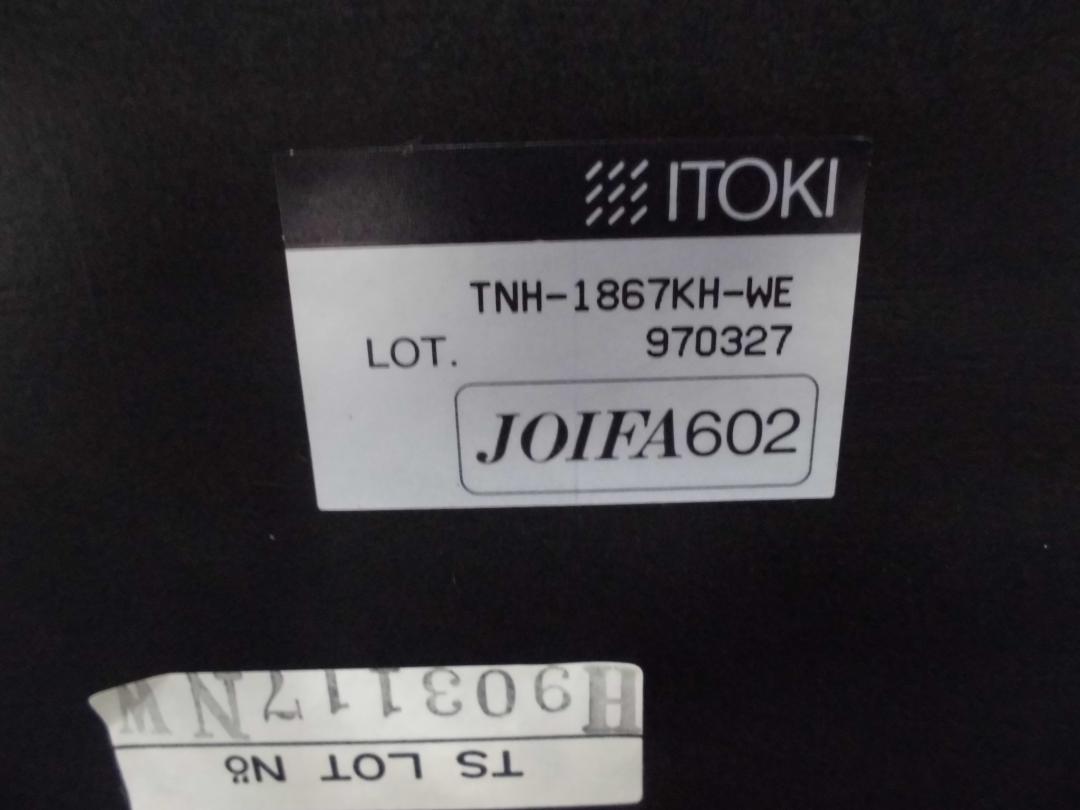 ITOKI
TNH-1867KH-WE
LOT. 970327
JOIFA602
TS LOT No
H903117NW